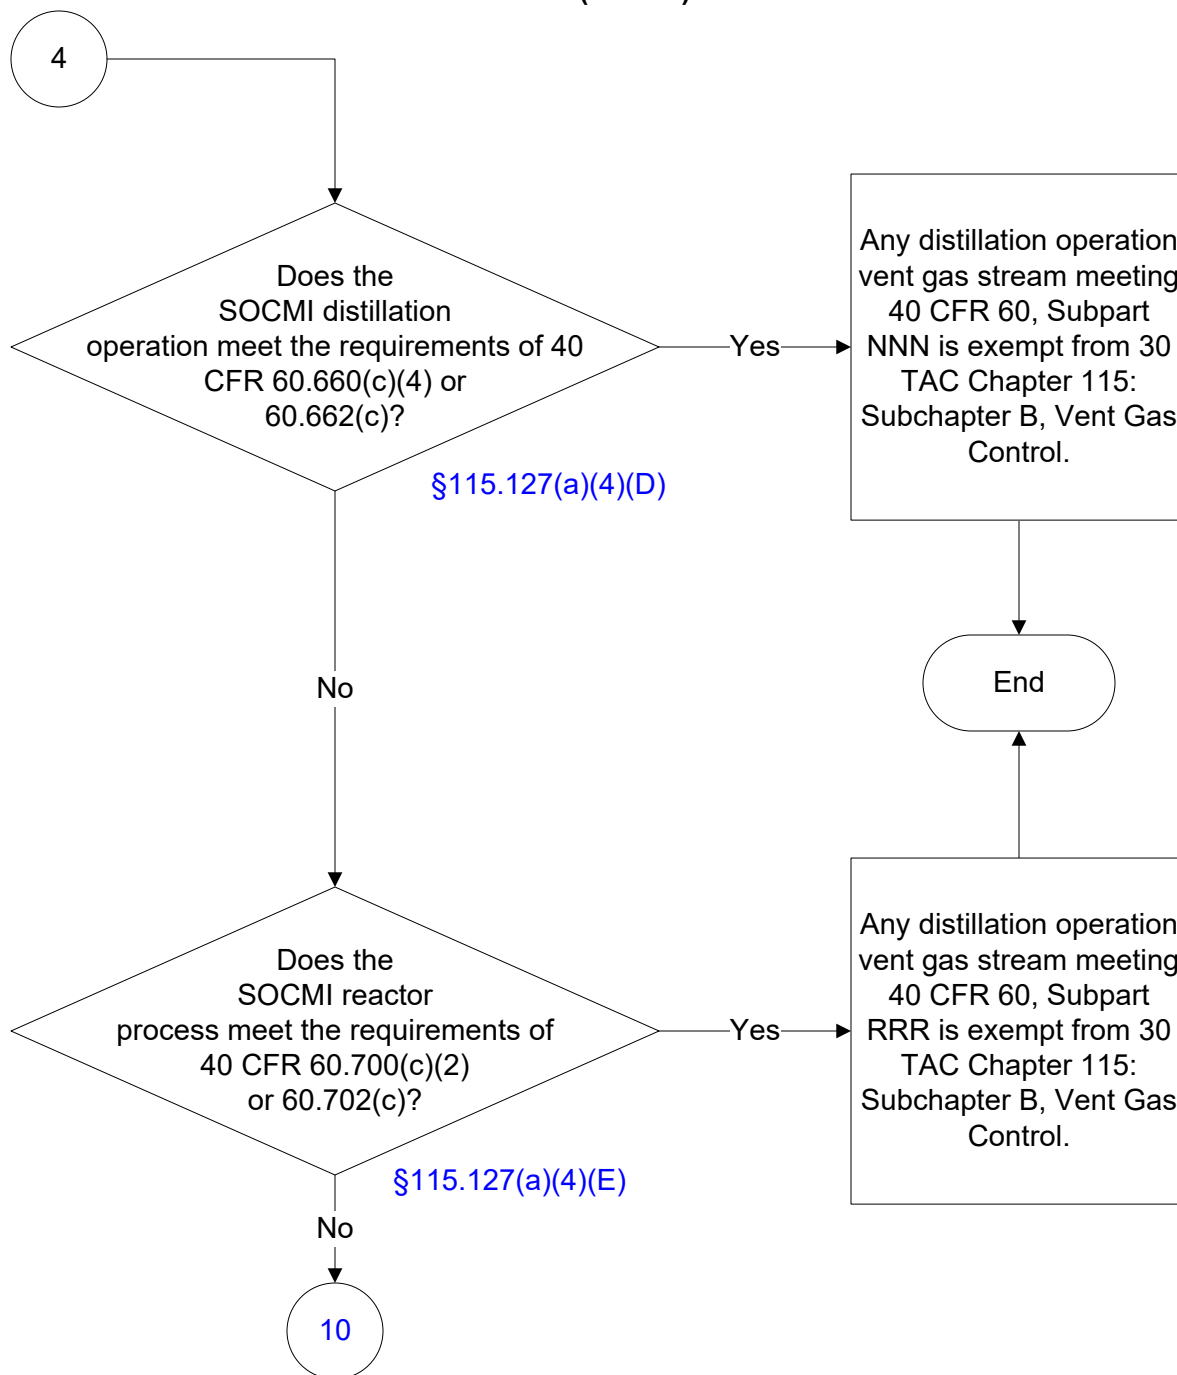 4
Does the
SOCMI distillation
operation meet the requirements of 40
CFR 60.660(c)(4) or
60.662(c)?
§115.127(a)(4)(D)
Yes
Any distillation operation
vent gas stream meeting
40 CFR 60, Subpart
NNN is exempt from 30
TAC Chapter 115:
Subchapter B, Vent Gas
Control.
No
End
Does the
SOCMI reactor
process meet the requirements of
40 CFR 60.700(c)(2)
or 60.702(c)?
§115.127(a)(4)(E)
Yes
Any distillation operation
vent gas stream meeting
40 CFR 60, Subpart
RRR is exempt from 30
TAC Chapter 115:
Subchapter B, Vent Gas
Control.
No
10